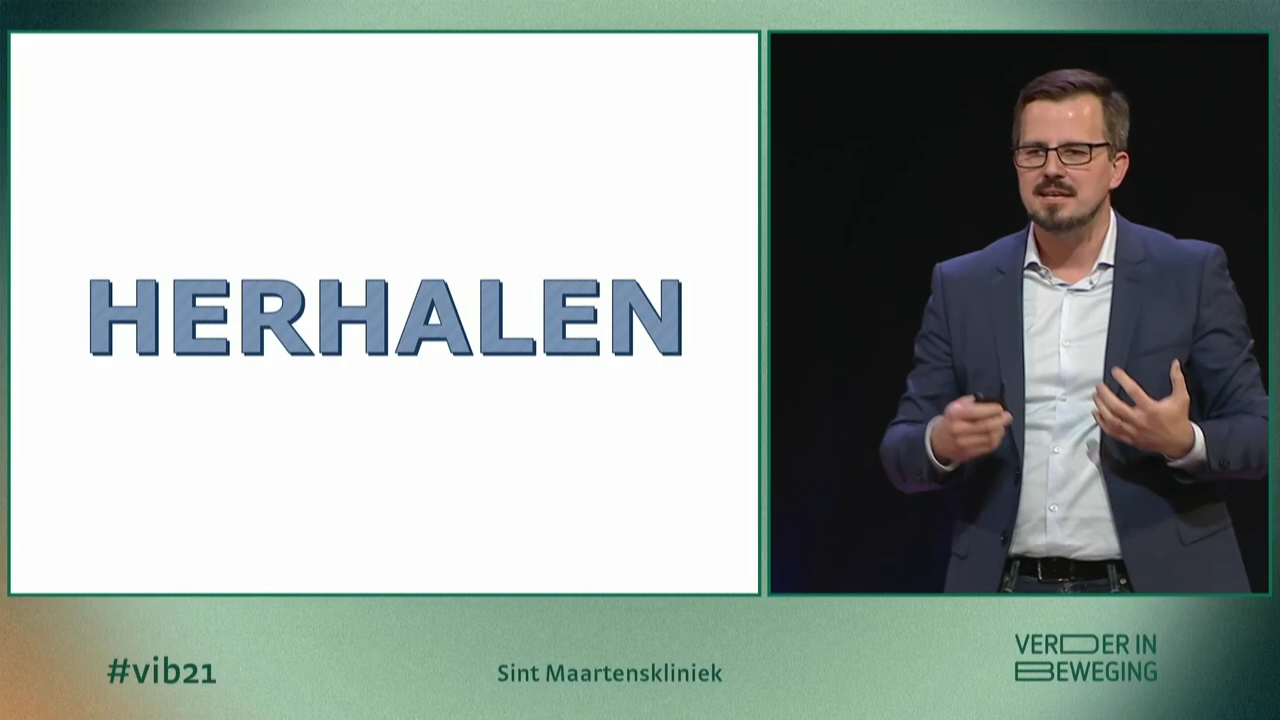 HERHALEN
#vib21
Sint Maartenskliniek
VERDER IN
BEWEGING